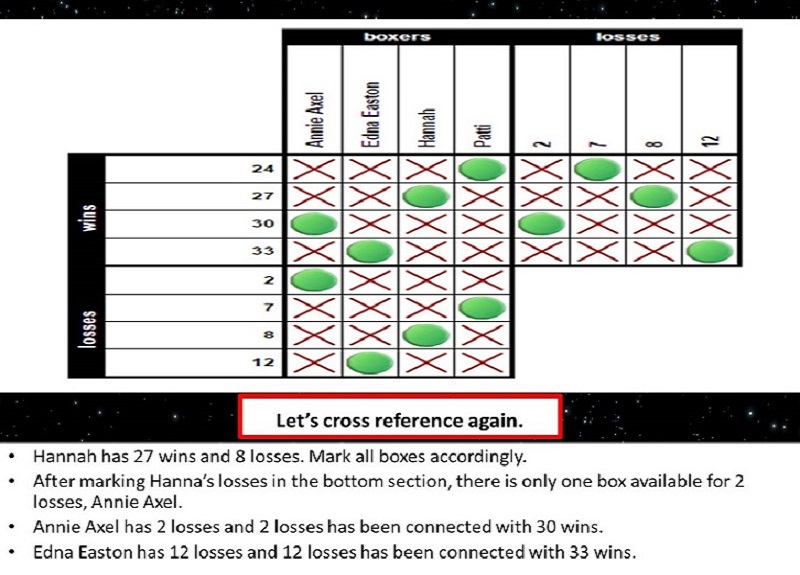 boxers losses
Annie Axel
Edna Easton
Hannah
Patti
2
7
8
12
wins
24
27
30
33
losses
2
7
8
12
Let's cross reference again.
• Hannah has 27 wins and 8 losses. Mark all boxes accordingly.
• After marking Hanna's losses in the bottom section, there is only one box available for 2
losses, Annie Axel.
• Annie Axel has 2 losses and 2 losses has been connected with 30 wins.
• Edna Easton has 12 losses and 12 losses has been connected with 33 wins.